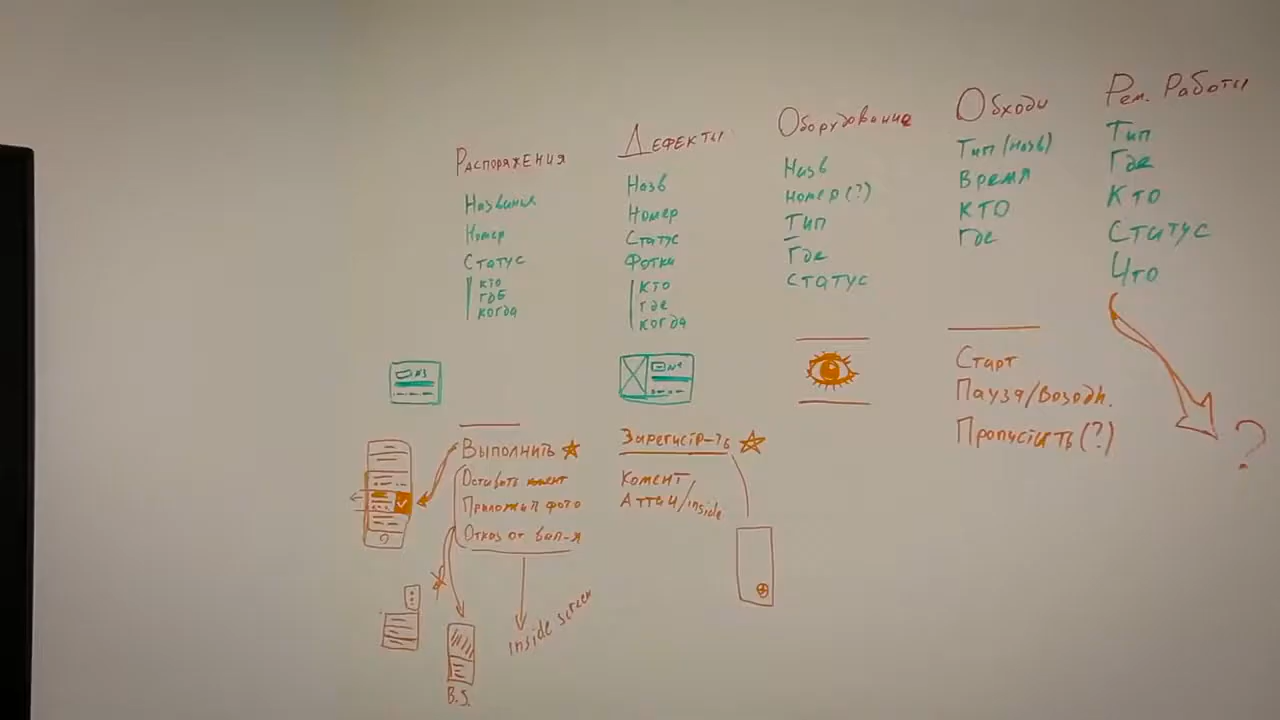 Распоряжения
Название
Номер
Статус
кто
где
когда
№3
Выполнить
Оставить комент
Приложить фото
Отказ от вып-я
inside screen
B.S.
Дефекты
Назв
Номер
Статус
Фотки
кто
где
когда
Зарегистр-ть
Комент
Аттач/inside
Оборудование
Назв
Номер (?)
Тип
Где
Статус
Обходы
Тип (назв)
Время
Кто
Где
Старт
Пауза/Возобн.
Пропустить (?)
Рем. Работы
Тип
Где
Кто
Статус
Что
?